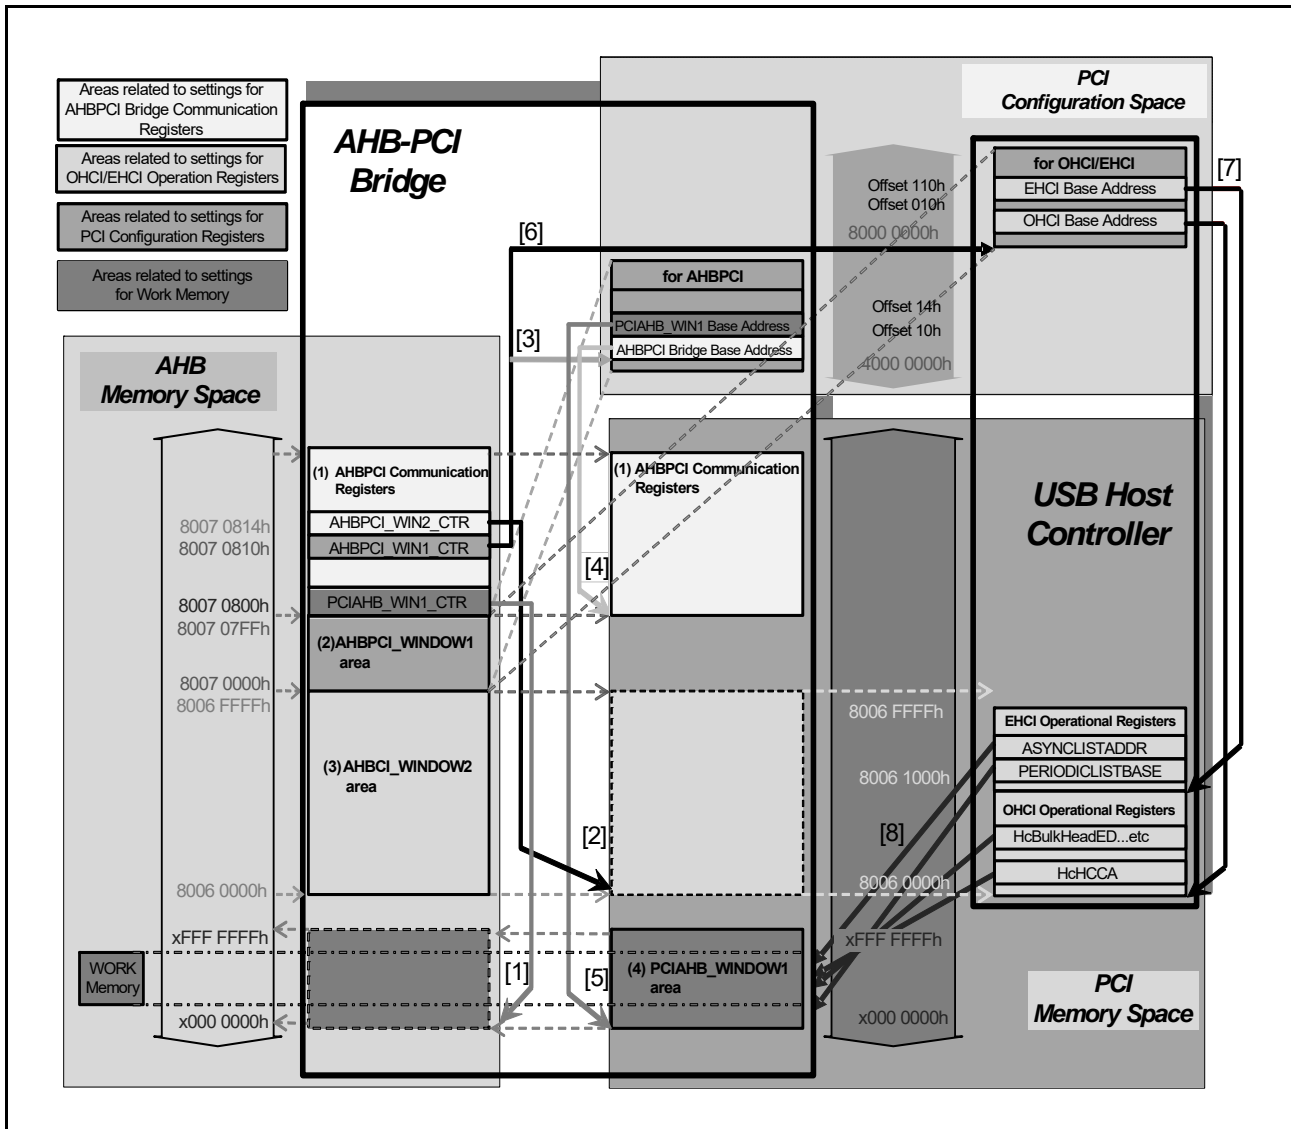 Areas related to settings for
AHBPCI Bridge Communication
Registers
Areas related to settings for
OHCI/EHCI Operation Registers
Areas related to settings for
PCI Configuration Registers
Areas related to settings
for Work Memory
AHB-PCI
Bridge
PCI
Configuration Space
for OHCI/EHCI
EHCI Base Address
OHCI Base Address
[7]
Offset 110h
Offset 010h
8000 0000h
[6]
for AHBPCI
PCIAHB_WIN1 Base Address
AHBPCI Bridge Base Address
Offset 14h
Offset 10h
4000 0000h
[3]
AHB
Memory Space
(1) AHBPCI Communication
Registers
AHBPCI_WIN2_CTR
AHBPCI_WIN1_CTR
PCIAHB_WIN1_CTR
8007 0814h
8007 0810h
8007 0800h
8007 07FFh
(2)AHBPCI_WINDOW1
area
8007 0000h
8006 FFFFh
(3)AHBCI_WINDOW2
area
8006 0000h
xFFF FFFFh
WORK
Memory
x000 0000h
[1]
[2]
[4]
[5]
(1) AHBPCI Communication
Registers
(4) PCIAHB_WINDOW1
area
USB Host
Controller
8006 FFFFh
8006 1000h
8006 0000h
xFFF FFFFh
x000 0000h
[8]
EHCI Operational Registers
ASYNCLISTADDR
PERIODICLISTBASE
OHCI Operational Registers
HcBulkHeadED...etc
HcHCCA
PCI
Memory Space